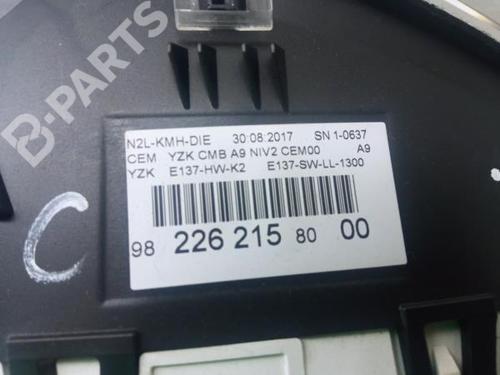 B-PARTS
N2L-KMH-DIE 30:08:2017 SN 1-0637
CEM YZK CMB A9 NIV2 CEM00 A9
YZK E137-HW-K2 E137-SW-LL-1300
98 226 215 80 00
C